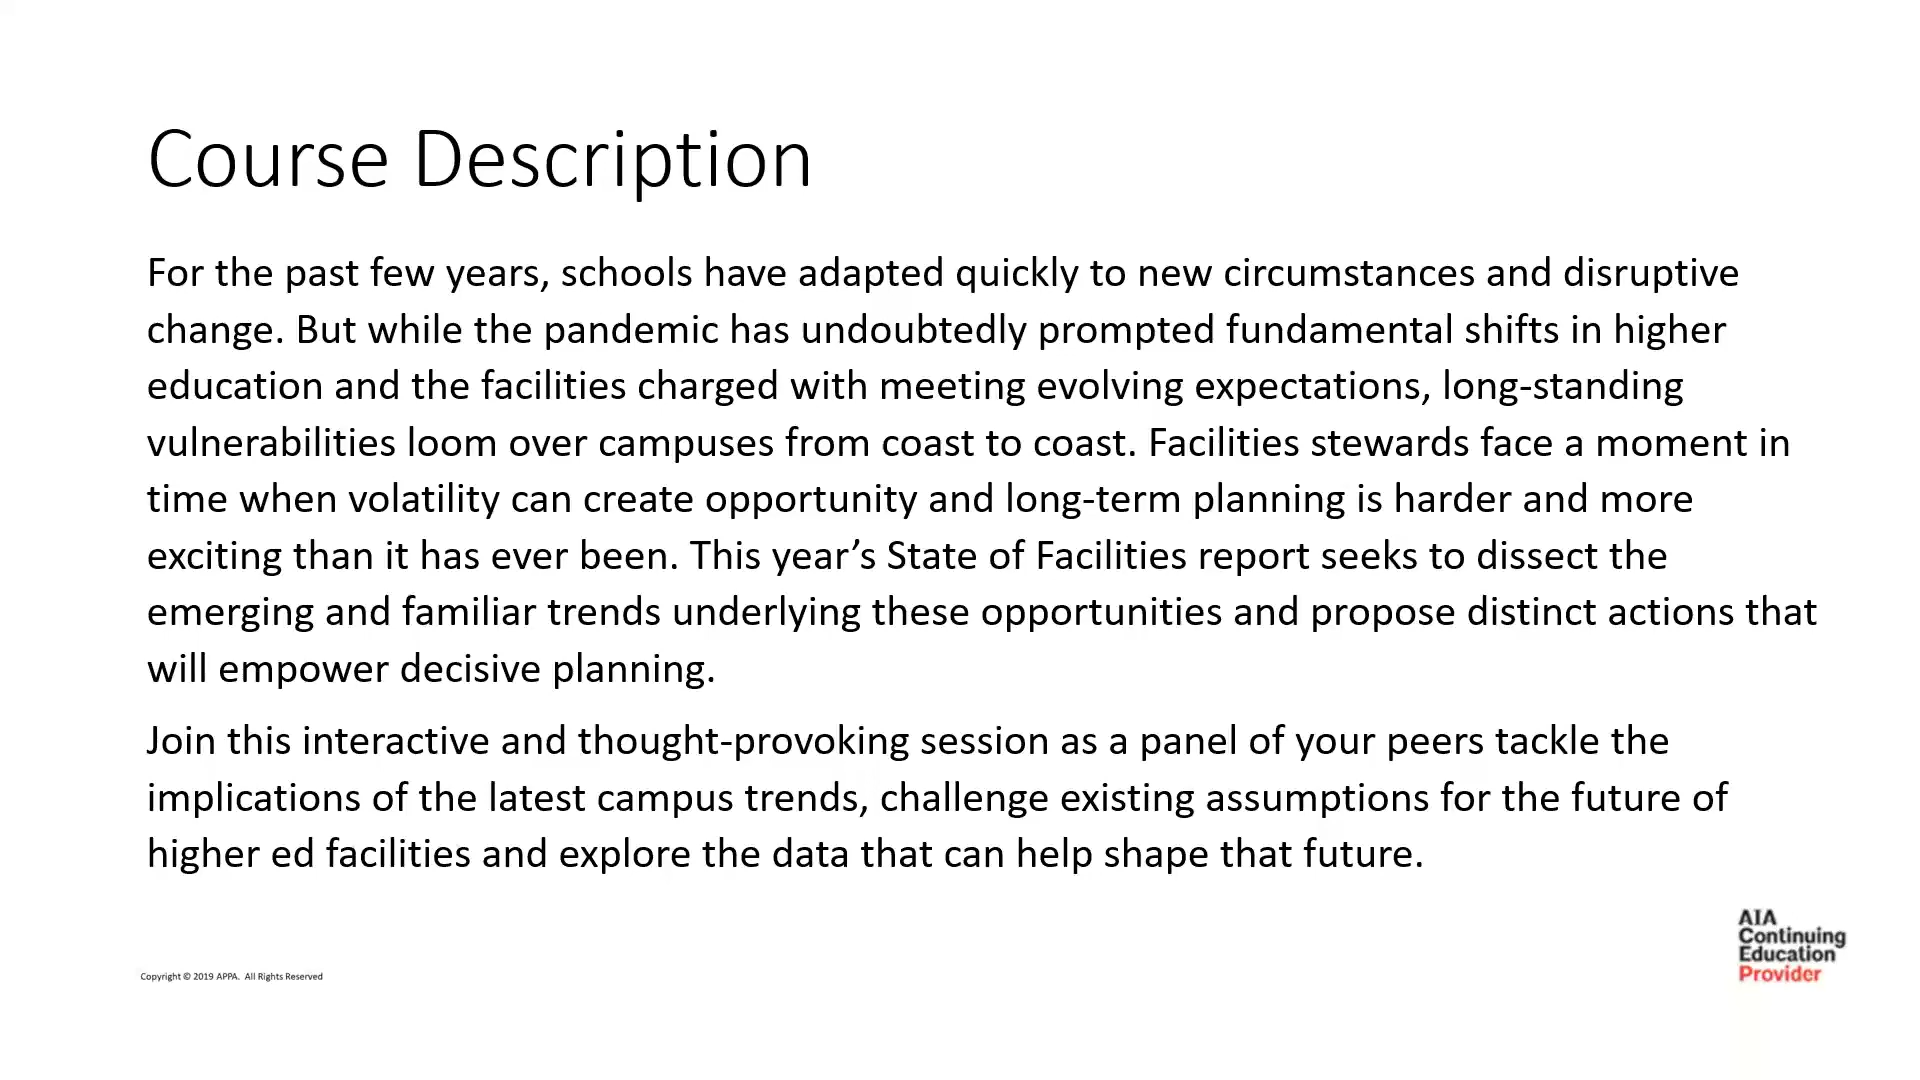 Course Description
For the past few years, schools have adapted quickly to new circumstances and disruptive
change. But while the pandemic has undoubtedly prompted fundamental shifts in higher
education and the facilities charged with meeting evolving expectations, long-standing
vulnerabilities loom over campuses from coast to coast. Facilities stewards face a moment in
time when volatility can create opportunity and long-term planning is harder and more
exciting than it has ever been. This year’s State of Facilities report seeks to dissect the
emerging and familiar trends underlying these opportunities and propose distinct actions that
will empower decisive planning.
Join this interactive and thought-provoking session as a panel of your peers tackle the
implications of the latest campus trends, challenge existing assumptions for the future of
higher ed facilities and explore the data that can help shape that future.
AIA
Continuing
Education
Provider
Copyright © 2019 APPA. All Rights Reserved